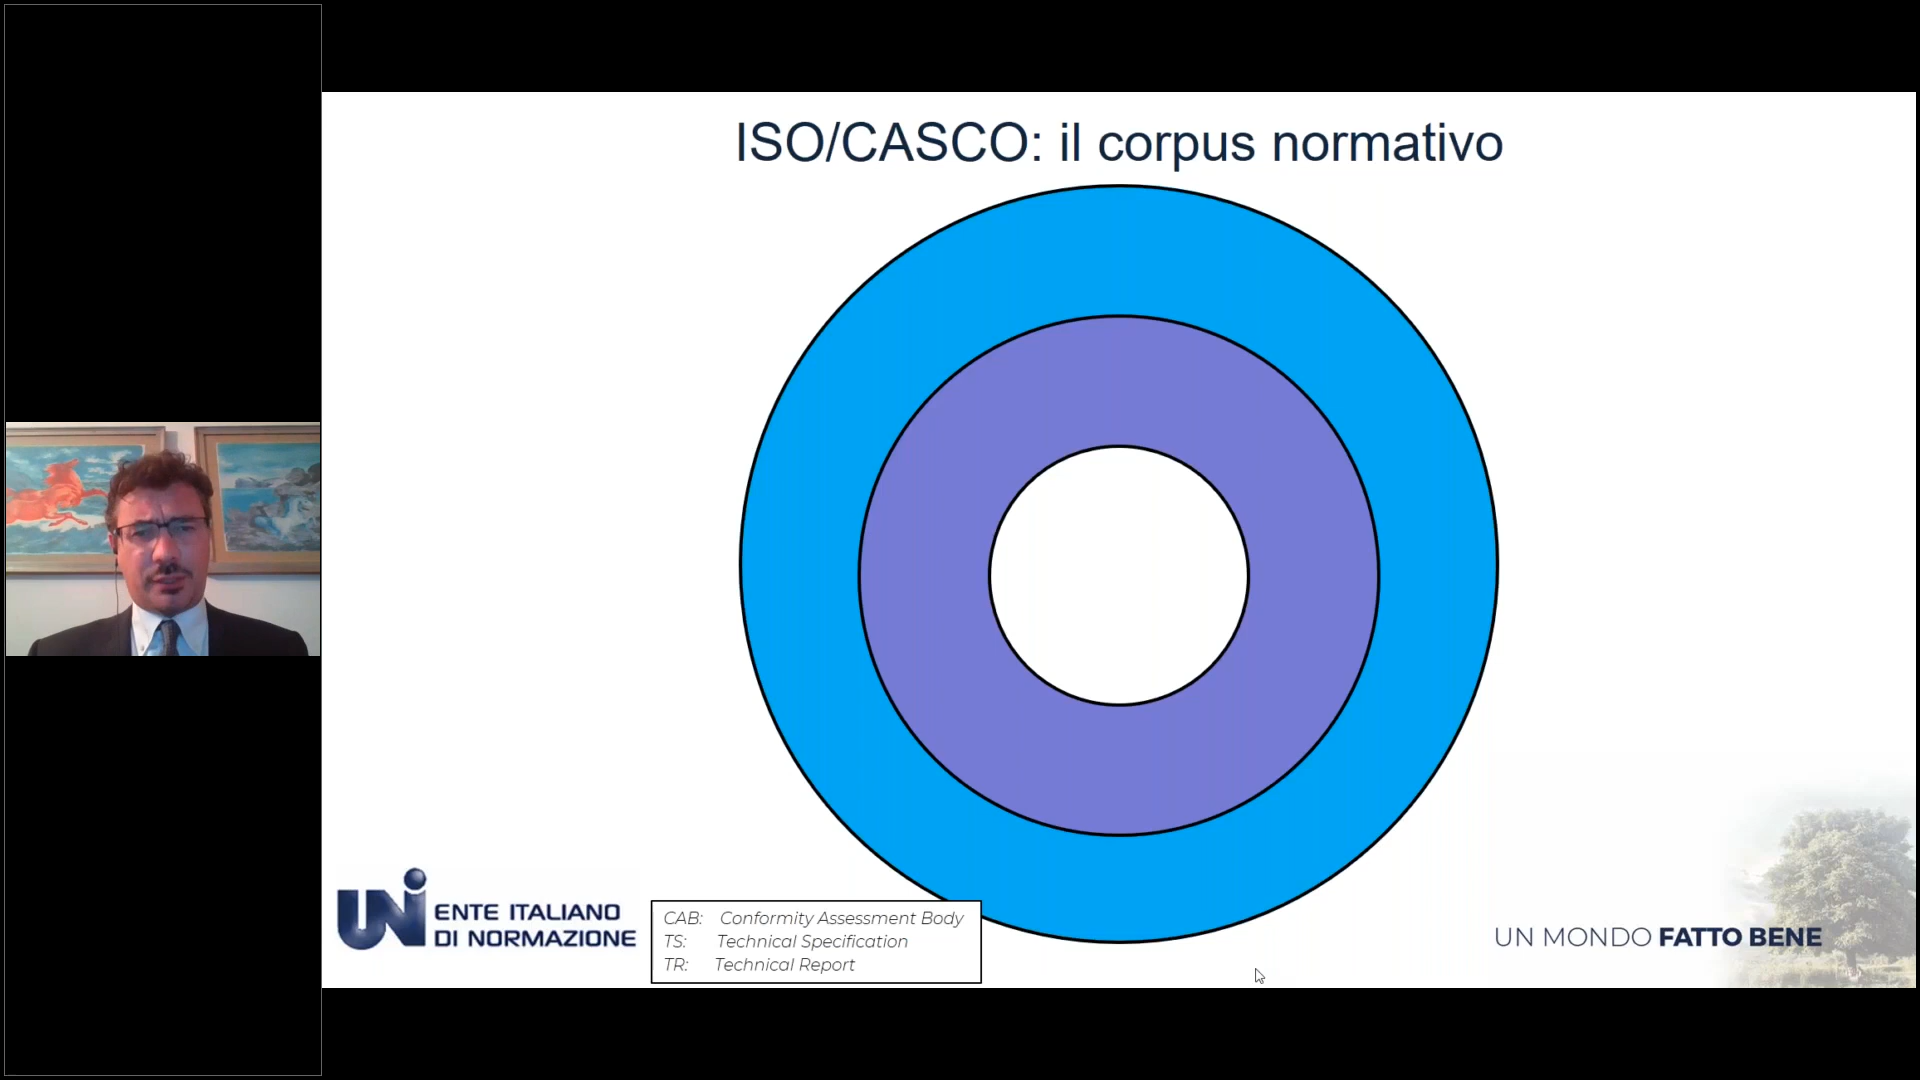 ISO/CASCO: il corpus normativo
UNi ENTE ITALIANO
DI NORMAZIONE
CAB: Conformity Assessment Body
TS: Technical Specification
TR: Technical Report
UN MONDO FATTO BENE